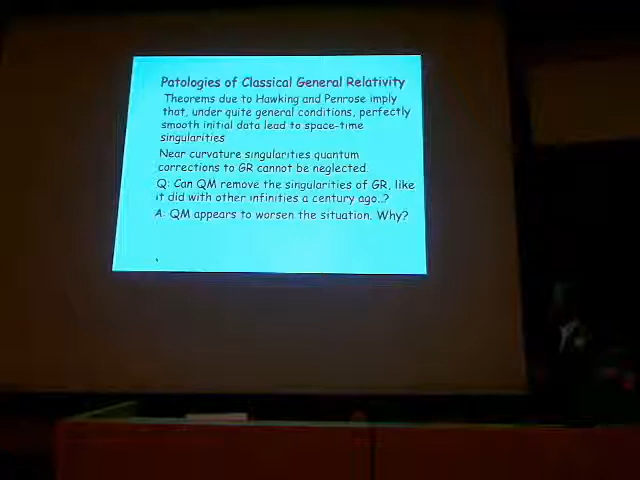 Patologies of Classical General Relativity
Theorems due to Hawking and Penrose imply
that, under quite general conditions, perfectly
smooth initial data lead to space-time
singularities
Near curvature singularities quantum
corrections to GR cannot be neglected.
Q: Can QM remove the singularities of GR, like
it did with other infinities a century ago..?
A: QM appears to worsen the situation. Why?